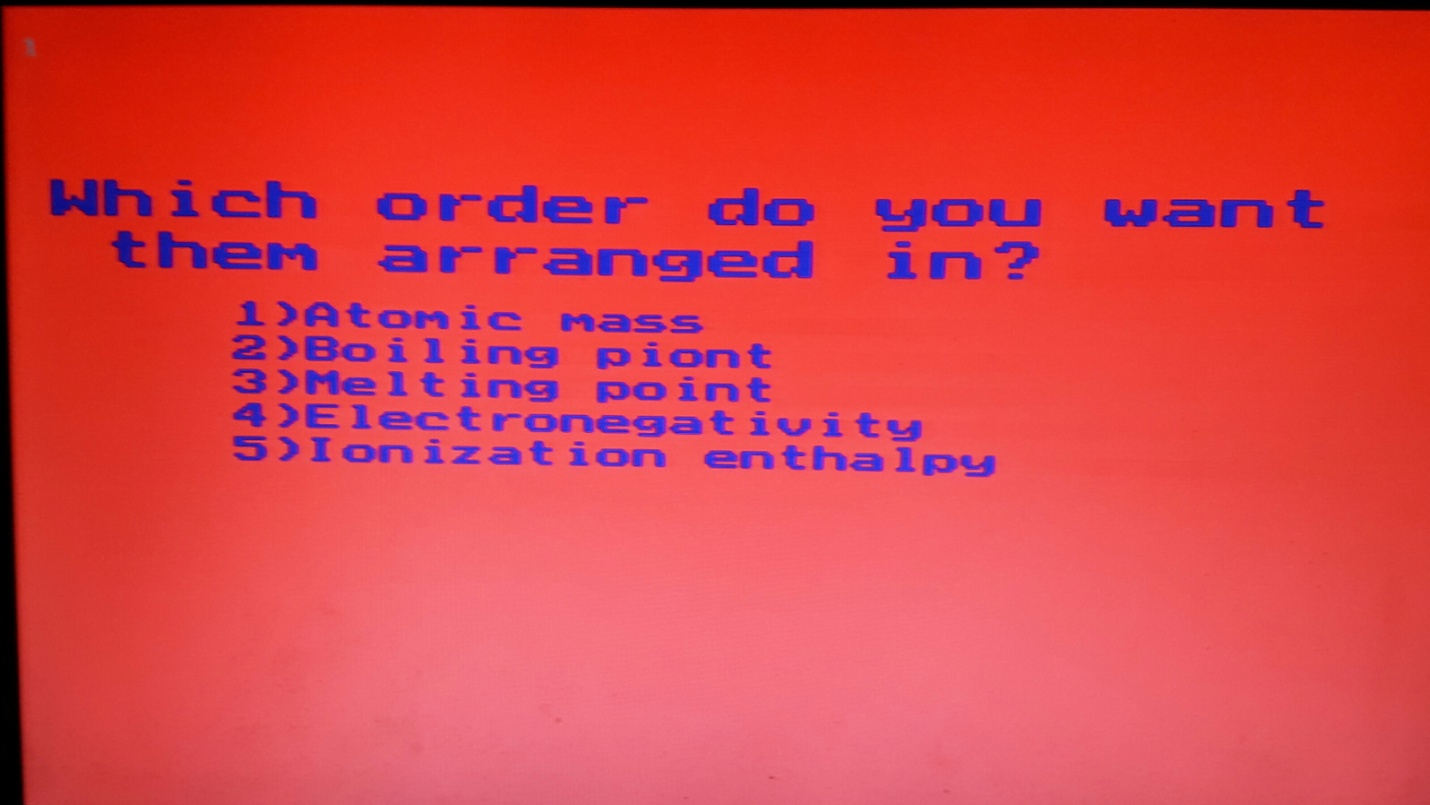 Which order do you want
them arranged in?
1)Atomic mass
2)Boiling piont
3)Melting point
4)Electronegativity
5)Ionization enthalpy